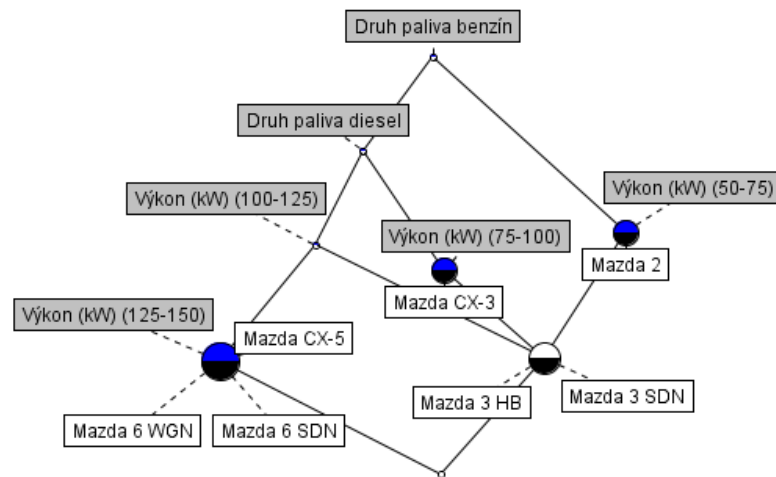 Druh paliva benzín
Druh paliva diesel
Výkon (kW) (100-125)
Výkon (kW) (50-75)
Výkon (kW) (75-100)
Mazda 2
Mazda CX-3
Výkon (kW) (125-150)
Mazda CX-5
Mazda 3 HB
Mazda 3 SDN
Mazda 6 WGN
Mazda 6 SDN